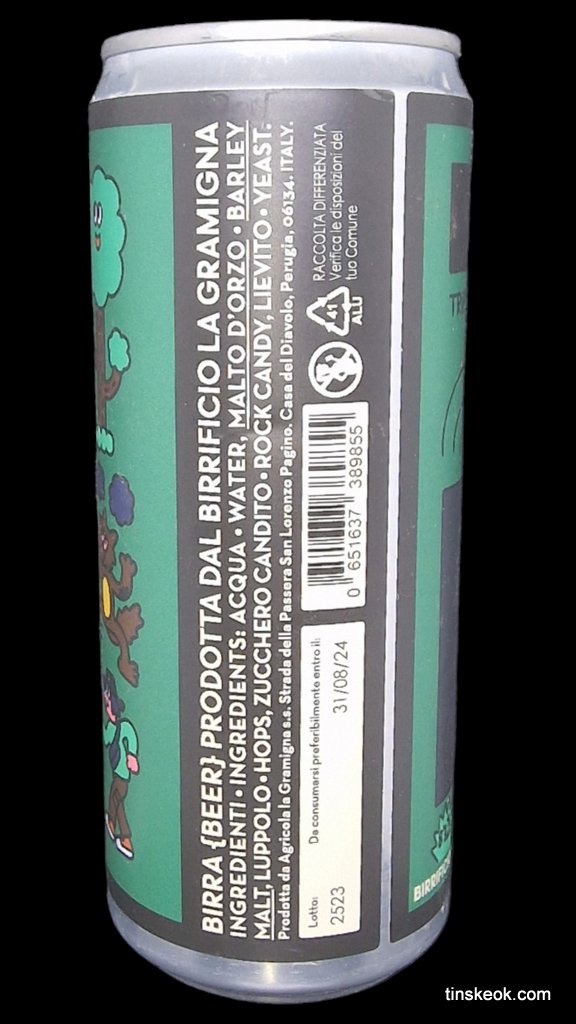 BIRRA {BEER} PRODOTTA DAL BIRRIFICIO LA GRAMIGNA
INGREDIENTI • INGREDIENTS: ACQUA • WATER, MALTO D'ORZO • BARLEY
MALT, LUPPOLO • HOPS, ZUCCHERO CANDITO • ROCK CANDY, LIEVITO • YEAST.
Prodotta da Agricola la Gramigna s.s. Strada della Passera San Lorenzo Pagino. Casa del Diavolo, Perugia, 06134. ITALY.
Lotto:
2523
Da consumarsi preferibilmente entro il:
31/08/24
0 651637 389855
41
ALU
RACCOLTA DIFFERENZIATA
Verifica le disposizioni del
tuo Comune
tinskeok.com